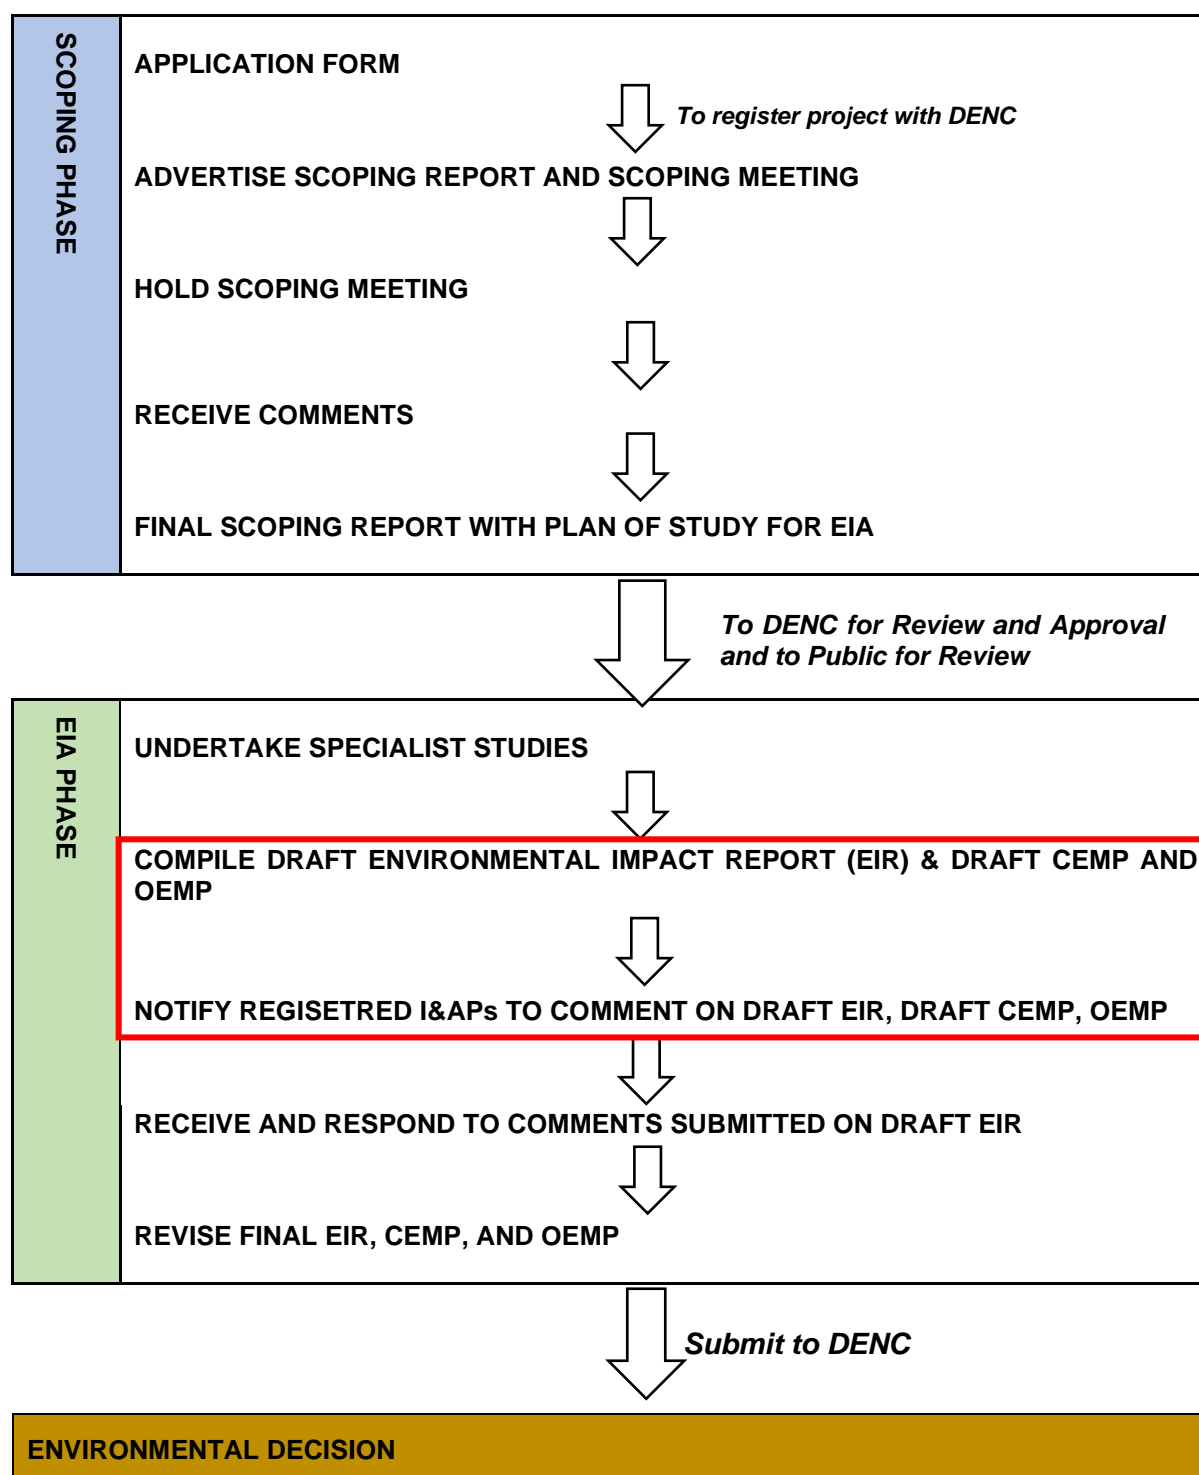 SCOPING PHASE
APPLICATION FORM
To register project with DENC
ADVERTISE SCOPING REPORT AND SCOPING MEETING
HOLD SCOPING MEETING
RECEIVE COMMENTS
FINAL SCOPING REPORT WITH PLAN OF STUDY FOR EIA
To DENC for Review and Approval
and to Public for Review
EIA PHASE
UNDERTAKE SPECIALIST STUDIES
COMPILE DRAFT ENVIRONMENTAL IMPACT REPORT (EIR) & DRAFT CEMP AND
OEMP
NOTIFY REGISETRED I&APs TO COMMENT ON DRAFT EIR, DRAFT CEMP, OEMP
RECEIVE AND RESPOND TO COMMENTS SUBMITTED ON DRAFT EIR
REVISE FINAL EIR, CEMP, AND OEMP
Submit to DENC
ENVIRONMENTAL DECISION